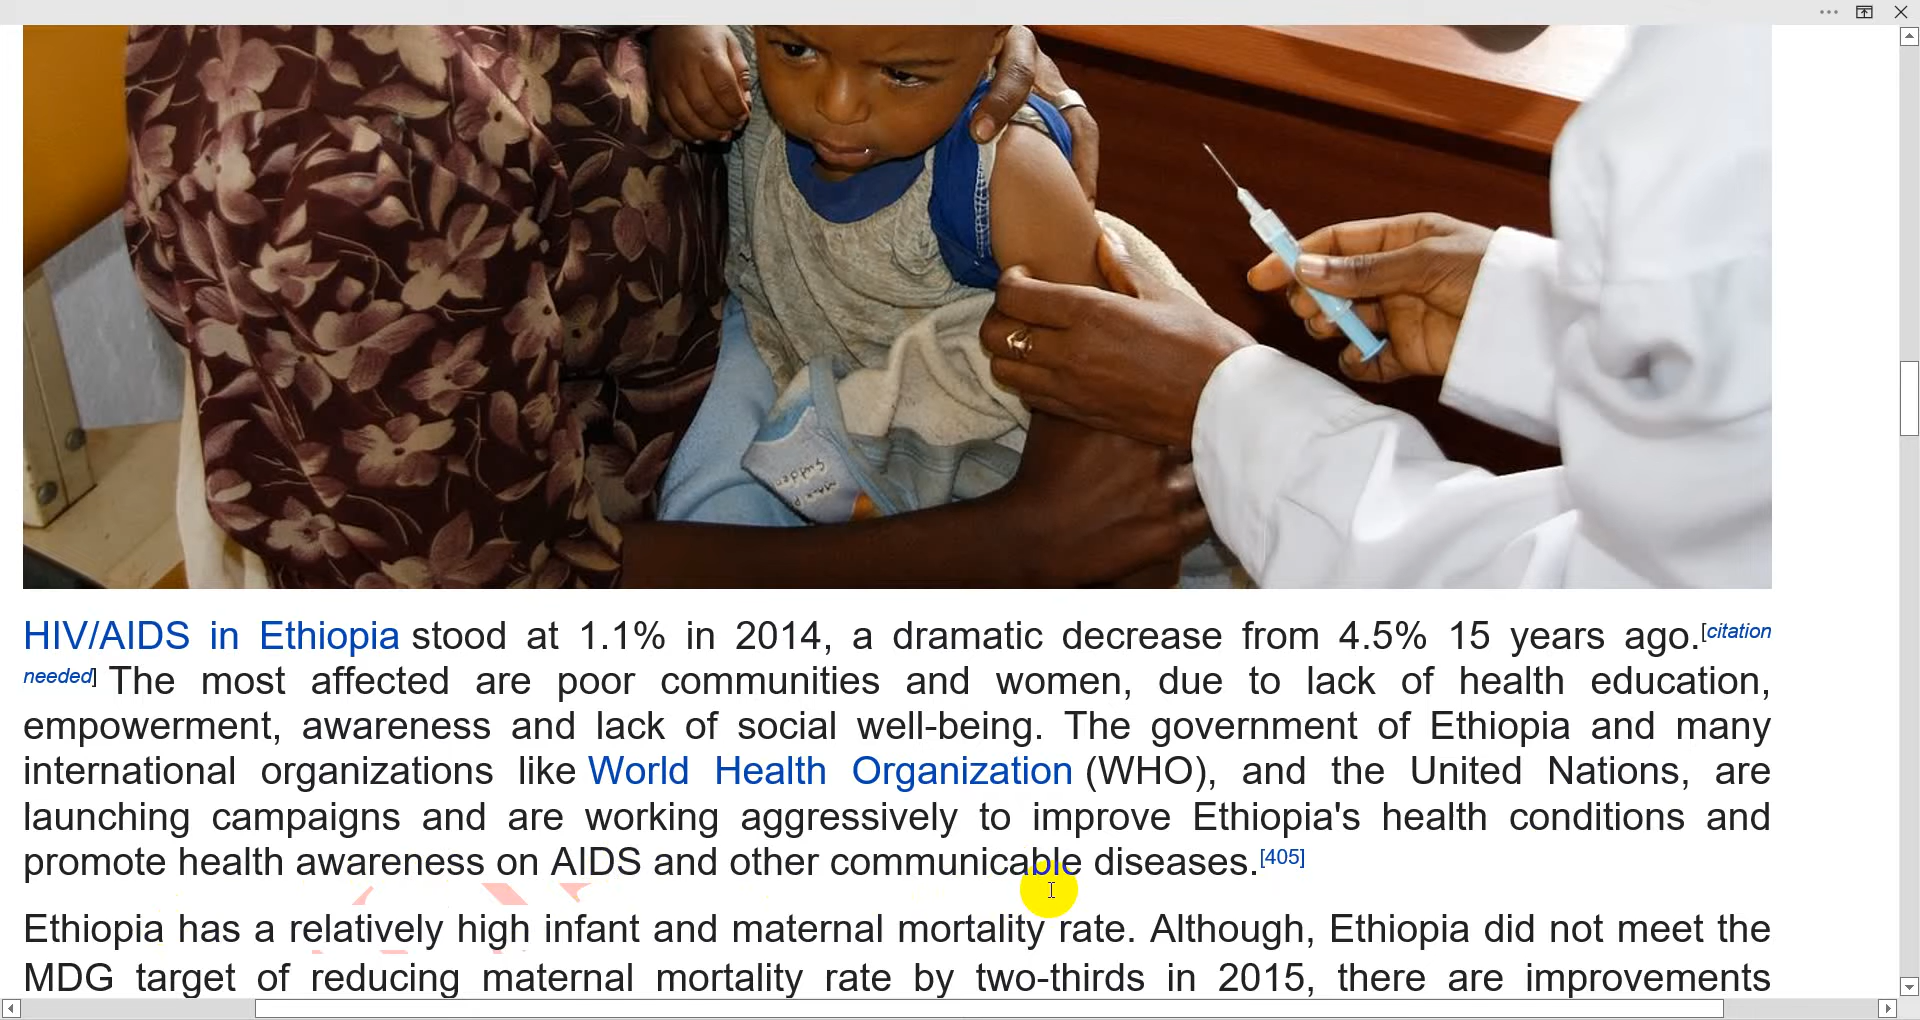 HIV/AIDS in Ethiopia stood at 1.1% in 2014, a dramatic decrease from 4.5% 15 years ago.[citation
needed] The most affected are poor communities and women, due to lack of health education,
empowerment, awareness and lack of social well-being. The government of Ethiopia and many
international organizations like World Health Organization (WHO), and the United Nations, are
launching campaigns and are working aggressively to improve Ethiopia's health conditions and
promote health awareness on AIDS and other communicable diseases.[405]
Ethiopia has a relatively high infant and maternal mortality rate. Although, Ethiopia did not meet the
MDG target of reducing maternal mortality rate by two-thirds in 2015, there are improvements